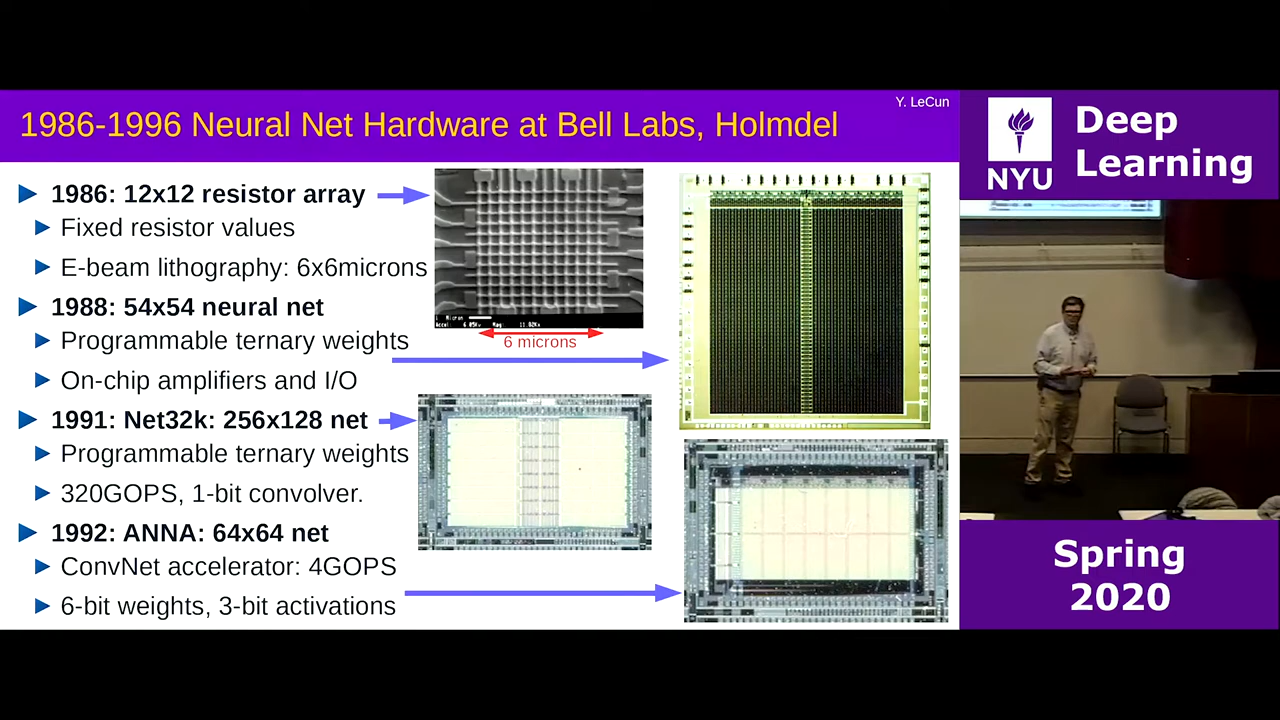 Y. LeCun
1986-1996 Neural Net Hardware at Bell Labs, Holmdel
1986: 12x12 resistor array
Fixed resistor values
E-beam lithography: 6x6microns
1988: 54x54 neural net
Programmable ternary weights
On-chip amplifiers and I/O
1991: Net32k: 256x128 net
Programmable ternary weights
320GOPS, 1-bit convolver.
1992: ANNA: 64x64 net
ConvNet accelerator: 4GOPS
6-bit weights, 3-bit activations
6 microns
NYU
Deep
Learning
Spring
2020